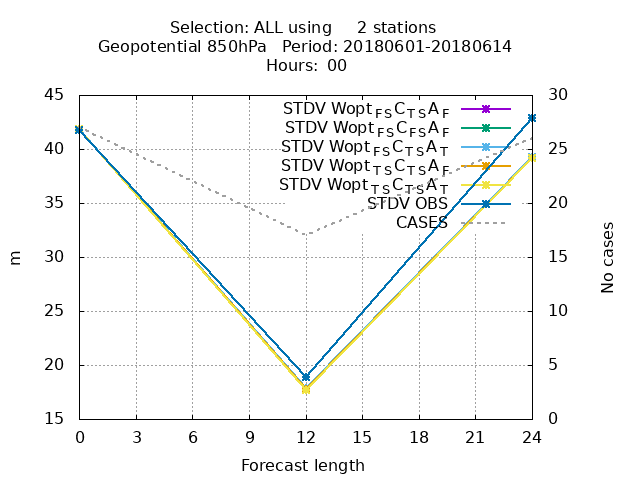 Selection: ALL using 2 stations
Geopotential 850hPa Period: 20180601-20180614
Hours: 00
45
40
35
30
25
20
15
30
25
20
15
10
5
0
m
No cases
STDV Wopt_FS C_TS A_F
STDV Wopt_FS C_FS A_F
STDV Wopt_FS C_TS A_T
STDV Wopt_TS C_TS A_F
STDV Wopt_TS C_TS A_T
STDV OBS
CASES
0 3 6 9 12 15 18 21 24
Forecast length